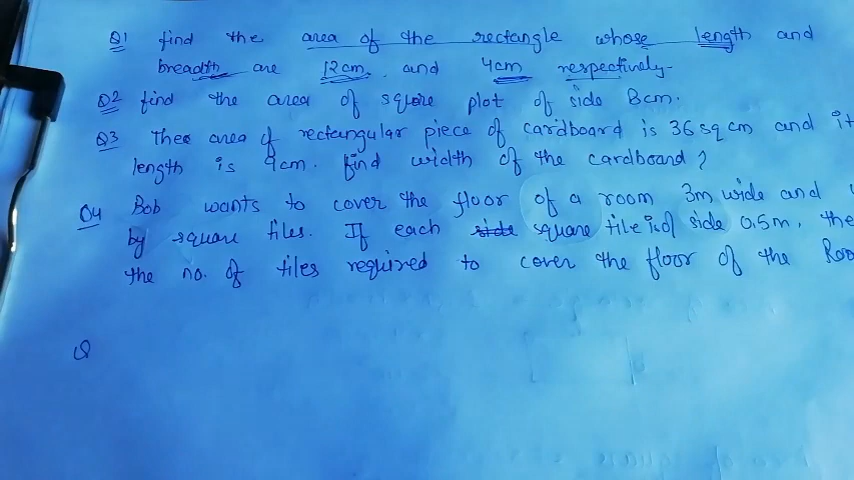 Q1 find the area of the rectangle whose length and
breadth are 12cm. and 4cm respectively.
Q2 find the area of square plot of side 8cm.
Q3 The area of rectangular piece of cardboard is 36 sq cm and it
length is 9cm. find width of the cardboard?
Q4 Bob wants to cover the floor of a room 3m wide and
by square tiles. If each square tile is of side 0.5m, the
the no. of tiles required to cover the floor of the Roo
Q